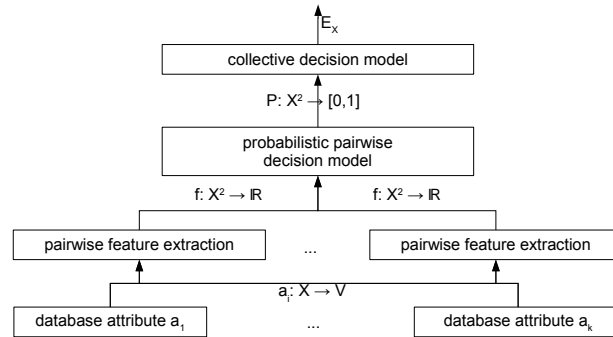 E_X
collective decision model
P: X² → [0,1]
probabilistic pairwise
decision model
f: X² → ℝ f: X² → ℝ
pairwise feature extraction ... pairwise feature extraction
a_i: X → V
database attribute a_1 ... database attribute a_k